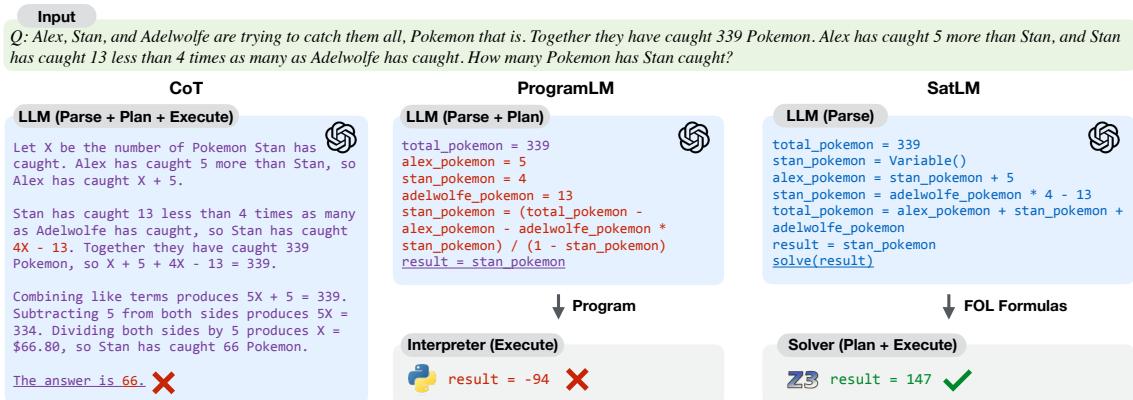 Input
Q: Alex, Stan, and Adelwolfe are trying to catch them all, Pokemon that is. Together they have caught 339 Pokemon. Alex has caught 5 more than Stan, and Stan
has caught 13 less than 4 times as many as Adelwolfe has caught. How many Pokemon has Stan caught?
CoT
LLM (Parse + Plan + Execute)
Let X be the number of Pokemon Stan has
caught. Alex has caught 5 more than Stan, so
Alex has caught X + 5.
Stan has caught 13 less than 4 times as many
as Adelwolfe has caught, so Stan has caught
4X - 13. Together they have caught 339
Pokemon, so X + 5 + 4X - 13 = 339.
Combining like terms produces 5X + 5 = 339.
Subtracting 5 from both sides produces 5X =
334. Dividing both sides by 5 produces X =
$66.80, so Stan has caught 66 Pokemon.
The answer is 66.
ProgramLM
LLM (Parse + Plan)
total_pokemon = 339
alex_pokemon = 5
stan_pokemon = 4
adelwolfe_pokemon = 13
stan_pokemon = (total_pokemon -
alex_pokemon - adelwolfe_pokemon *
stan_pokemon) / (1 - stan_pokemon)
result = stan_pokemon
Program
Interpreter (Execute)
result = -94
SatLM
LLM (Parse)
total_pokemon = 339
stan_pokemon = Variable()
alex_pokemon = stan_pokemon + 5
stan_pokemon = adelwolfe_pokemon * 4 - 13
total_pokemon = alex_pokemon + stan_pokemon +
adelwolfe_pokemon
result = stan_pokemon
solve(result)
FOL Formulas
Solver (Plan + Execute)
Z3 result = 147